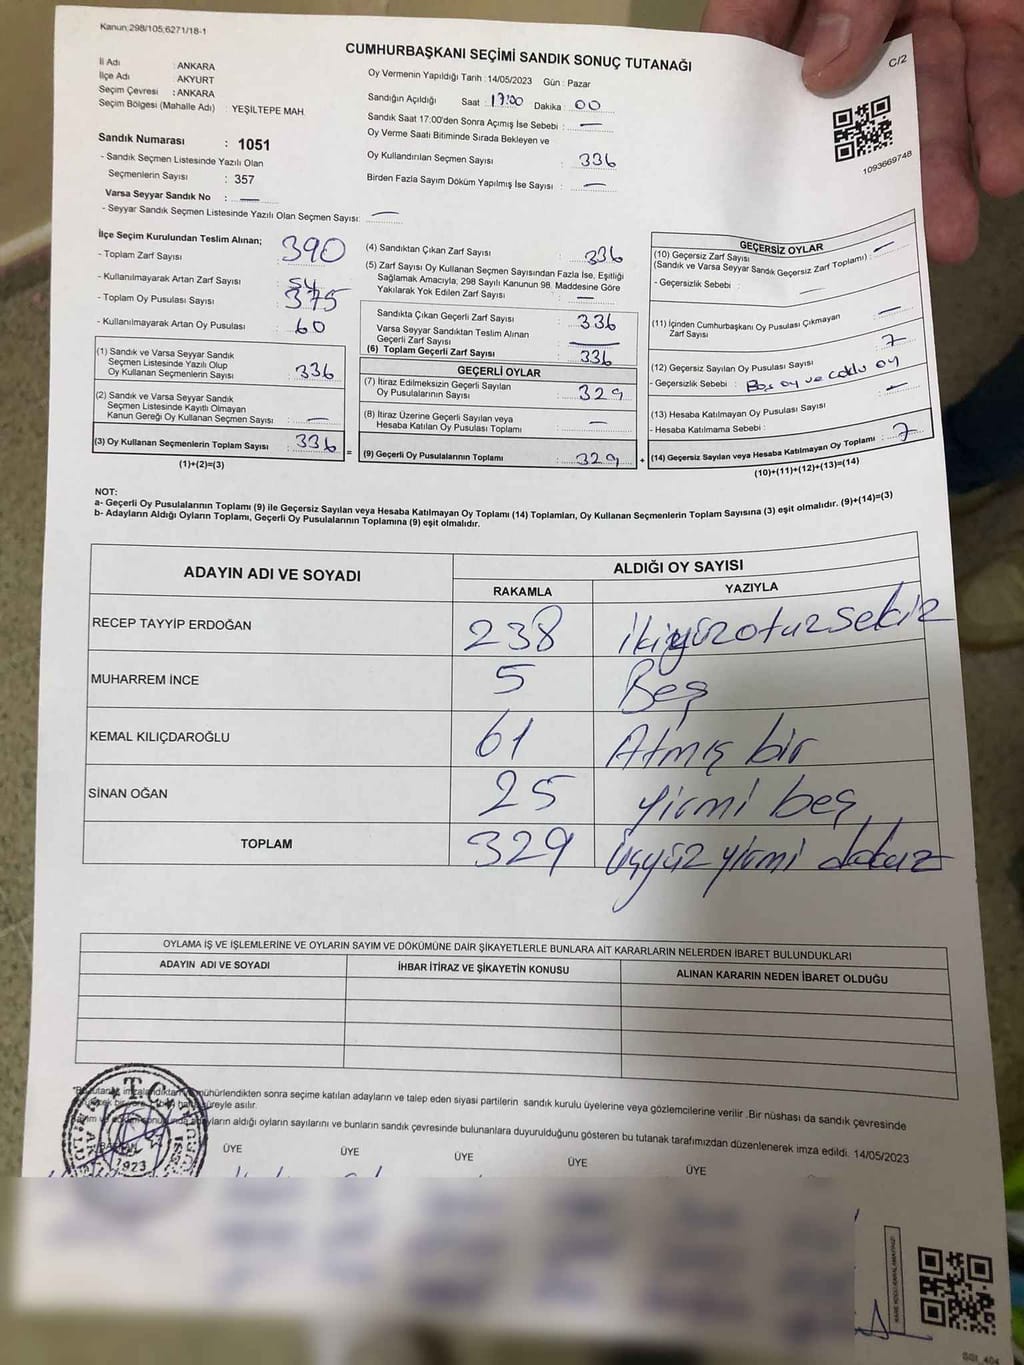 Kanun,298/105;6271/18-1
C/2
CUMHURBAŞKANI SEÇİMİ SANDIK SONUÇ TUTANAĞI
İl Adı : ANKARA
İlçe Adı : AKYURT
Seçim Çevresi : ANKARA
Seçim Bölgesi (Mahalle Adı) : YEŞİLTEPE MAH.
Sandık Numarası : 1051
- Sandık Seçmen Listesinde Yazılı Olan
Seçmenlerin Sayısı : 357
Varsa Seyyar Sandık No : —
- Seyyar Sandık Seçmen Listesinde Yazılı Olan Seçmen Sayısı: —
Oy Vermenin Yapıldığı Tarih : 14/05/2023 Gün : Pazar
Sandığın Açıldığı Saat : 17:00 Dakika : 00
Sandık Saat 17:00'den Sonra Açımış İse Sebebi : —
Oy Verme Saati Bitiminde Sırada Bekleyen ve
Oy Kullandırılan Seçmen Sayısı : 336
Birden Fazla Sayım Döküm Yapılmış İse Sayısı : —
1093669748
İlçe Seçim Kurulundan Teslim Alınan;
- Toplam Zarf Sayısı : 390
- Kullanılmayarak Artan Zarf Sayısı : 54
- Toplam Oy Pusulası Sayısı : 375
- Kullanılmayarak Artan Oy Pusulası : 60
(1) Sandık ve Varsa Seyyar Sandık
Seçmen Listesinde Yazılı Olup
Oy Kullanan Seçmenlerin Sayısı : 336
(2) Sandık ve Varsa Seyyar Sandık
Seçmen Listesinde Kayıtlı Olmayan
Kanun Gereği Oy Kullanan Seçmen Sayısı : —
(3) Oy Kullanan Seçmenlerin Toplam Sayısı : 336
(1)+(2)=(3)
(4) Sandıktan Çıkan Zarf Sayısı : 336
(5) Zarf Sayısı Oy Kullanan Seçmen Sayısından Fazla İse, Eşitliği
Sağlamak Amacıyla; 298 Sayılı Kanunun 98. Maddesine Göre
Yakılarak Yok Edilen Zarf Sayısı : —
Sandıkta Çıkan Geçerli Zarf Sayısı : 336
Varsa Seyyar Sandıktan Teslim Alınan
Geçerli Zarf Sayısı : —
(6) Toplam Geçerli Zarf Sayısı : 336
GEÇERLİ OYLAR
(7) İtiraz Edilmeksizin Geçerli Sayılan
Oy Pusulalarının Sayısı : 329
(8) İtiraz Üzerine Geçerli Sayılan veya
Hesaba Katılan Oy Pusulası Toplamı : —
= (9) Geçerli Oy Pusulalarının Toplamı : 329 +
GEÇERSİZ OYLAR
(10) Geçersiz Zarf Sayısı
(Sandık ve Varsa Seyyar Sandık Geçersiz Zarf Toplamı) : —
- Geçersizlik Sebebi : —
(11) İçinden Cumhurbaşkanı Oy Pusulası Çıkmayan
Zarf Sayısı : —
(12) Geçersiz Sayılan Oy Pusulası Sayısı : 7
- Geçersizlik Sebebi : Boş oy ve çoklu oy
(13) Hesaba Katılmayan Oy Pusulası Sayısı : —
- Hesaba Katılmama Sebebi :
(14) Geçersiz Sayılan veya Hesaba Katılmayan Oy Toplamı : 7
(10)+(11)+(12)+(13)=(14)
NOT:
a- Geçerli Oy Pusulalarının Toplamı (9) ile Geçersiz Sayılan veya Hesaba Katılmayan Oy Toplamı (14) Toplamları, Oy Kullanan Seçmenlerin Toplam Sayısına (3) eşit olmalıdır. (9)+(14)=(3)
b- Adayların Aldığı Oyların Toplamı, Geçerli Oy Pusulalarının Toplamına (9) eşit olmalıdır.
ADAYIN ADI VE SOYADI ALDIĞI OY SAYISI
RAKAMLA YAZIYLA
RECEP TAYYİP ERDOĞAN 238 ikiyüzotuzsekiz
MUHARREM İNCE 5 Beş
KEMAL KILIÇDAROĞLU 61 Atmış bir
SİNAN OĞAN 25 yirmi beş
TOPLAM 329 üçyüz yirmi dokuz
OYLAMA İŞ VE İŞLEMLERİNE VE OYLARIN SAYIM VE DÖKÜMÜNE DAİR ŞİKAYETLERLE BUNLARA AİT KARARLARIN NELERDEN İBARET BULUNDUKLARI
ADAYIN ADI VE SOYADI İHBAR İTİRAZ VE ŞİKAYETİN KONUSU ALINAN KARARIN NEDEN İBARET OLDUĞU
mühürlendikten sonra seçime katılan adayların ve talep eden siyasi partilerin sandık kurulu üyelerine veya gözlemcilerine verilir .Bir nüshası da sandık çevresinde
süreyle asılır.
adayların aldığı oyların sayılarını ve bunların sandık çevresinde bulunanlara duyurulduğunu gösteren bu tutanak tarafımızdan düzenlenerek imza edildi. 14/05/2023
T.C.
1923
BAŞKAN ÜYE ÜYE ÜYE ÜYE ÜYE